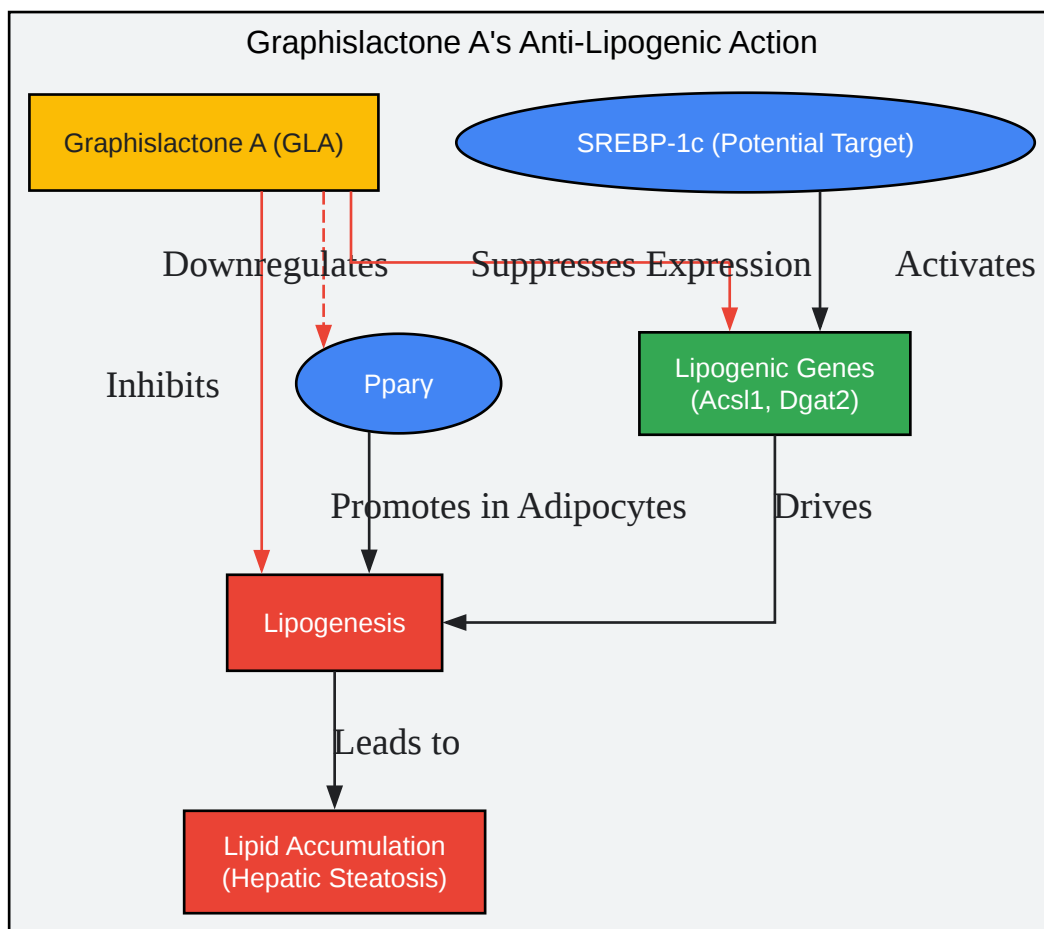 Graphislactone A's Anti-Lipogenic Action
Graphislactone A (GLA)
SREBP-1c (Potential Target)
Downregulates
Suppresses Expression
Activates
Inhibits
Pparγ
Lipogenic Genes
(Acsl1, Dgat2)
Promotes in Adipocytes
Drives
Lipogenesis
Leads to
Lipid Accumulation
(Hepatic Steatosis)